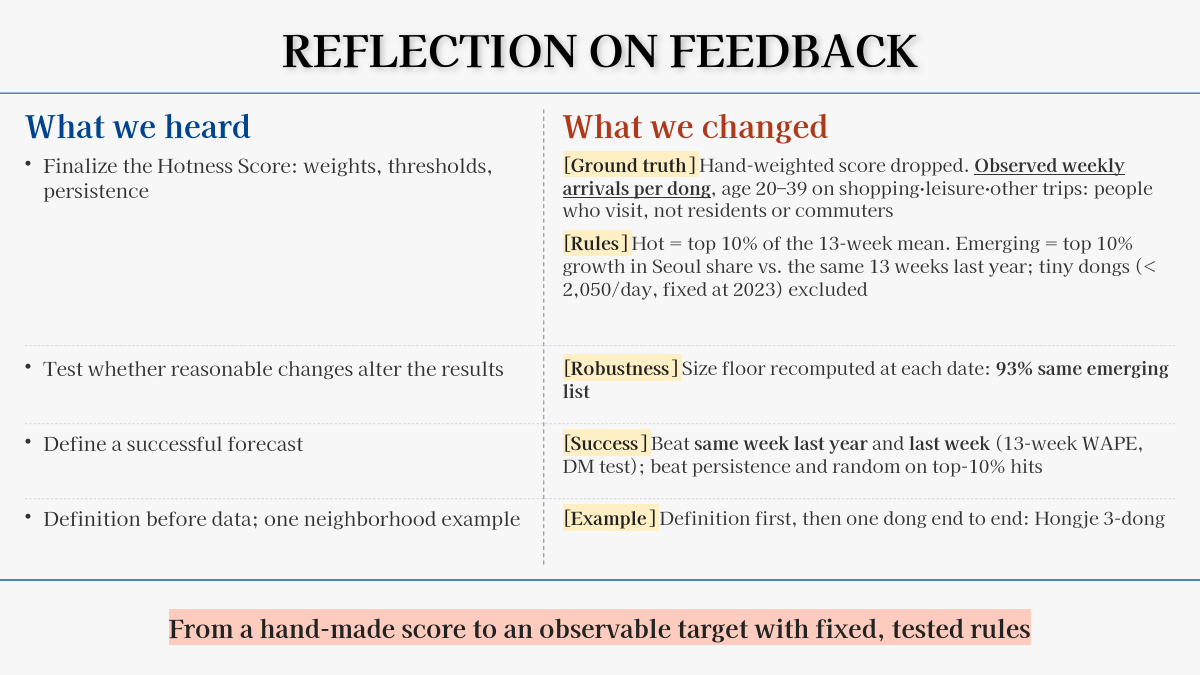 REFLECTION ON FEEDBACK
What we heard
• Finalize the Hotness Score: weights, thresholds,
persistence
• Test whether reasonable changes alter the results
• Define a successful forecast
• Definition before data; one neighborhood example
What we changed
[Ground truth] Hand-weighted score dropped. Observed weekly
arrivals per dong, age 20–39 on shopping·leisure·other trips: people
who visit, not residents or commuters
[Rules] Hot = top 10% of the 13-week mean. Emerging = top 10%
growth in Seoul share vs. the same 13 weeks last year; tiny dongs (<
2,050/day, fixed at 2023) excluded
[Robustness] Size floor recomputed at each date: 93% same emerging
list
[Success] Beat same week last year and last week (13-week WAPE,
DM test); beat persistence and random on top-10% hits
[Example] Definition first, then one dong end to end: Hongje 3-dong
From a hand-made score to an observable target with fixed, tested rules